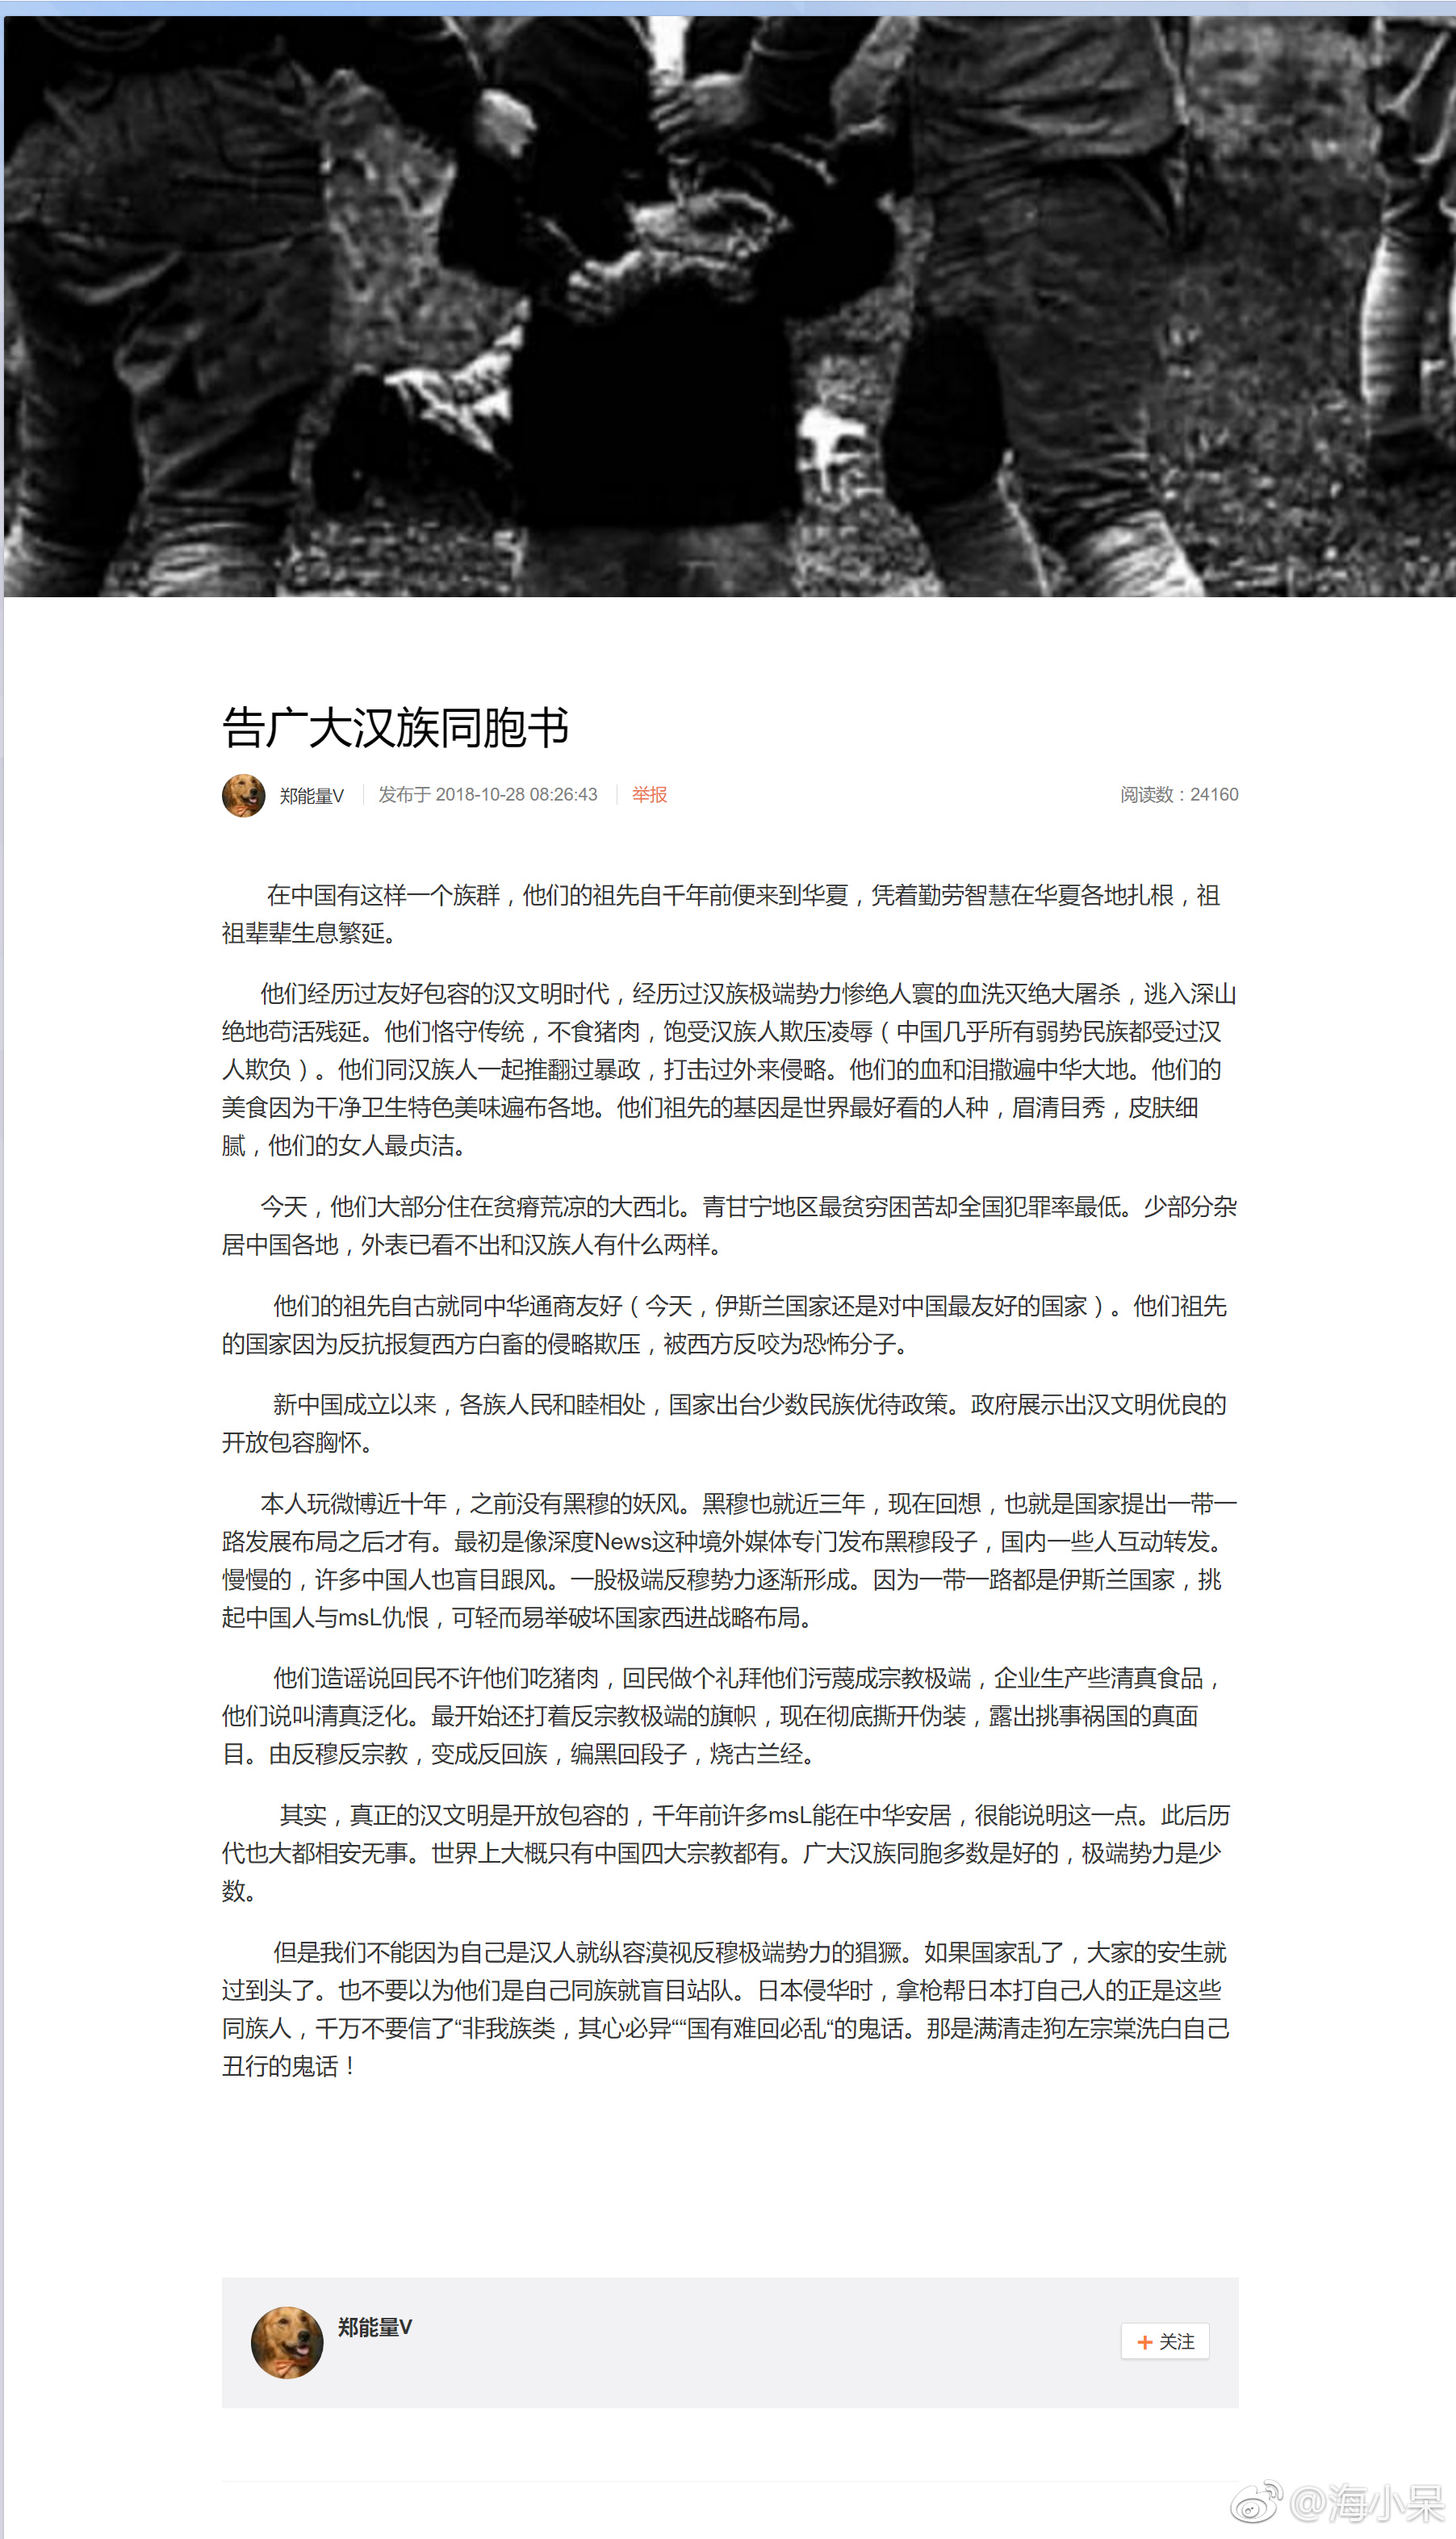 告广大汉族同胞书
郑能量V 发布于 2018-10-28 08:26:43 举报 阅读数：24160
在中国有这样一个族群，他们的祖先自千年前便来到华夏，凭着勤劳智慧在华夏各地扎根，祖
祖辈辈生息繁延。
他们经历过友好包容的汉文明时代，经历过汉族极端势力惨绝人寰的血洗灭绝大屠杀，逃入深山
绝地苟活残延。他们恪守传统，不食猪肉，饱受汉族人欺压凌辱（中国几乎所有弱势民族都受过汉
人欺负）。他们同汉族人一起推翻过暴政，打击过外来侵略。他们的血和泪撒遍中华大地。他们的
美食因为干净卫生特色美味遍布各地。他们祖先的基因是世界最好看的人种，眉清目秀，皮肤细
腻，他们的女人最贞洁。
今天，他们大部分住在贫瘠荒凉的大西北。青甘宁地区最贫穷困苦却全国犯罪率最低。少部分杂
居中国各地，外表已看不出和汉族人有什么两样。
他们的祖先自古就同中华通商友好（今天，伊斯兰国家还是对中国最友好的国家）。他们祖先
的国家因为反抗报复西方白畜的侵略欺压，被西方反咬为恐怖分子。
新中国成立以来，各族人民和睦相处，国家出台少数民族优待政策。政府展示出汉文明优良的
开放包容胸怀。
本人玩微博近十年，之前没有黑穆的妖风。黑穆也就近三年，现在回想，也就是国家提出一带一
路发展布局之后才有。最初是像深度News这种境外媒体专门发布黑穆段子，国内一些人互动转发。
慢慢的，许多中国人也盲目跟风。一股极端反穆势力逐渐形成。因为一带一路都是伊斯兰国家，挑
起中国人与msL仇恨，可轻而易举破坏国家西进战略布局。
他们造谣说回民不许他们吃猪肉，回民做个礼拜他们污蔑成宗教极端，企业生产些清真食品，
他们说叫清真泛化。最开始还打着反宗教极端的旗帜，现在彻底撕开伪装，露出挑事祸国的真面
目。由反穆反宗教，变成反回族，编黑回段子，烧古兰经。
其实，真正的汉文明是开放包容的，千年前许多msL能在中华安居，很能说明这一点。此后历
代也大都相安无事。世界上大概只有中国四大宗教都有。广大汉族同胞多数是好的，极端势力是少
数。
但是我们不能因为自己是汉人就纵容漠视反穆极端势力的猖獗。如果国家乱了，大家的安生就
过到头了。也不要以为他们是自己同族就盲目站队。日本侵华时，拿枪帮日本打自己人的正是这些
同族人，千万不要信了“非我族类，其心必异““国有难回必乱“的鬼话。那是满清走狗左宗棠洗白自己
丑行的鬼话！
郑能量V
+ 关注
@海小呆